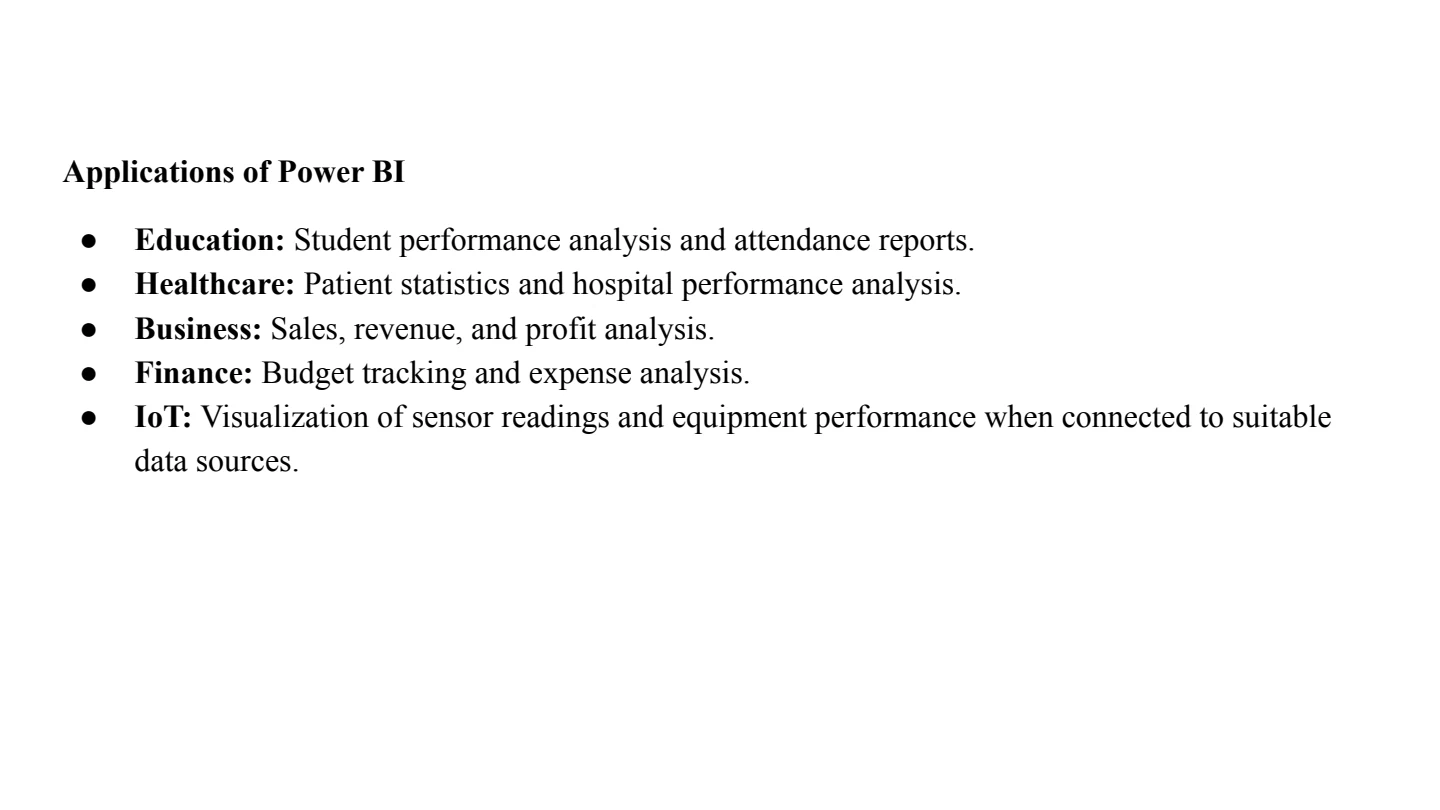 Applications of Power BI
● Education: Student performance analysis and attendance reports.
● Healthcare: Patient statistics and hospital performance analysis.
● Business: Sales, revenue, and profit analysis.
● Finance: Budget tracking and expense analysis.
● IoT: Visualization of sensor readings and equipment performance when connected to suitable
data sources.